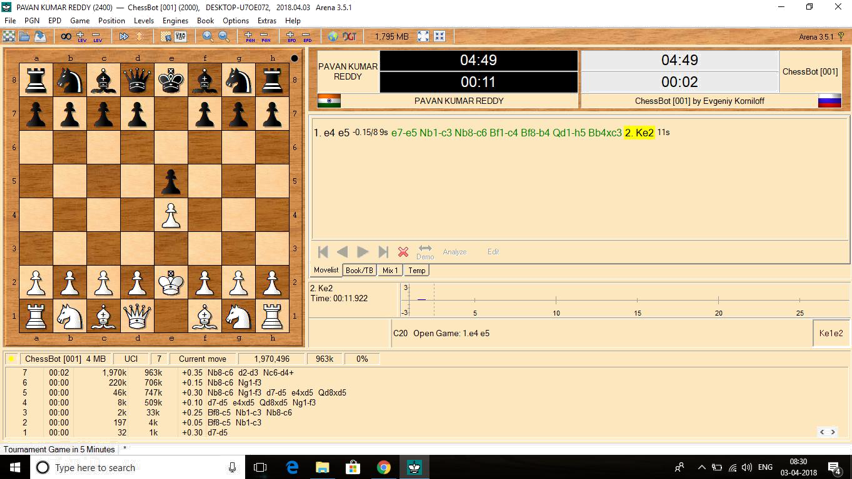 PAVAN KUMAR REDDY (2400) — ChessBot [001] (2000), DESKTOP-U7OE072, 2018.04.03 Arena 3.5.1
File PGN EPD Game Position Levels Engines Book Options Extras Help
+LEV -LEV +PGN -PGN +EPD -EPD DGT 1,795 MB Arena 3.5.1
a b c d e f g h
8
7
6
5
4
3
2
1
a b c d e f g h
PAVAN KUMAR REDDY
04:49
00:11
PAVAN KUMAR REDDY
04:49
00:02
ChessBot [001]
ChessBot [001] by Evgeniy Korniloff
1. e4 e5 -0.15/8 9s e7-e5 Nb1-c3 Nb8-c6 Bf1-c4 Bf8-b4 Qd1-h5 Bb4xc3 2. Ke2 11s
Demo Analyze Edit
Movelist Book/TB Mix 1 Temp
2. Ke2
Time: 00:11.922
3
-3
5 10 15 20 25
C20 Open Game: 1.e4 e5
Ke1e2
ChessBot [001] 4 MB UCI 7 Current move 1,970,496 963k 0%
7 00:02 1,970k 963k +0.35 Nb8-c6 d2-d3 Nc6-d4+
6 00:00 220k 706k +0.15 Nb8-c6 Ng1-f3
5 00:00 46k 747k +0.30 Nb8-c6 Ng1-f3 d7-d5 e4xd5 Qd8xd5
4 00:00 8k 509k +0.10 d7-d5 e4xd5 Qd8xd5 Ng1-f3
3 00:00 2k 33k +0.25 Bf8-c5 Nb1-c3 Nb8-c6
2 00:00 197 4k +0.05 Bf8-c5 Nb1-c3
1 00:00 32 1k +0.30 d7-d5
Tournament Game in 5 Minutes *
Type here to search
ENG
08:30
03-04-2018
4